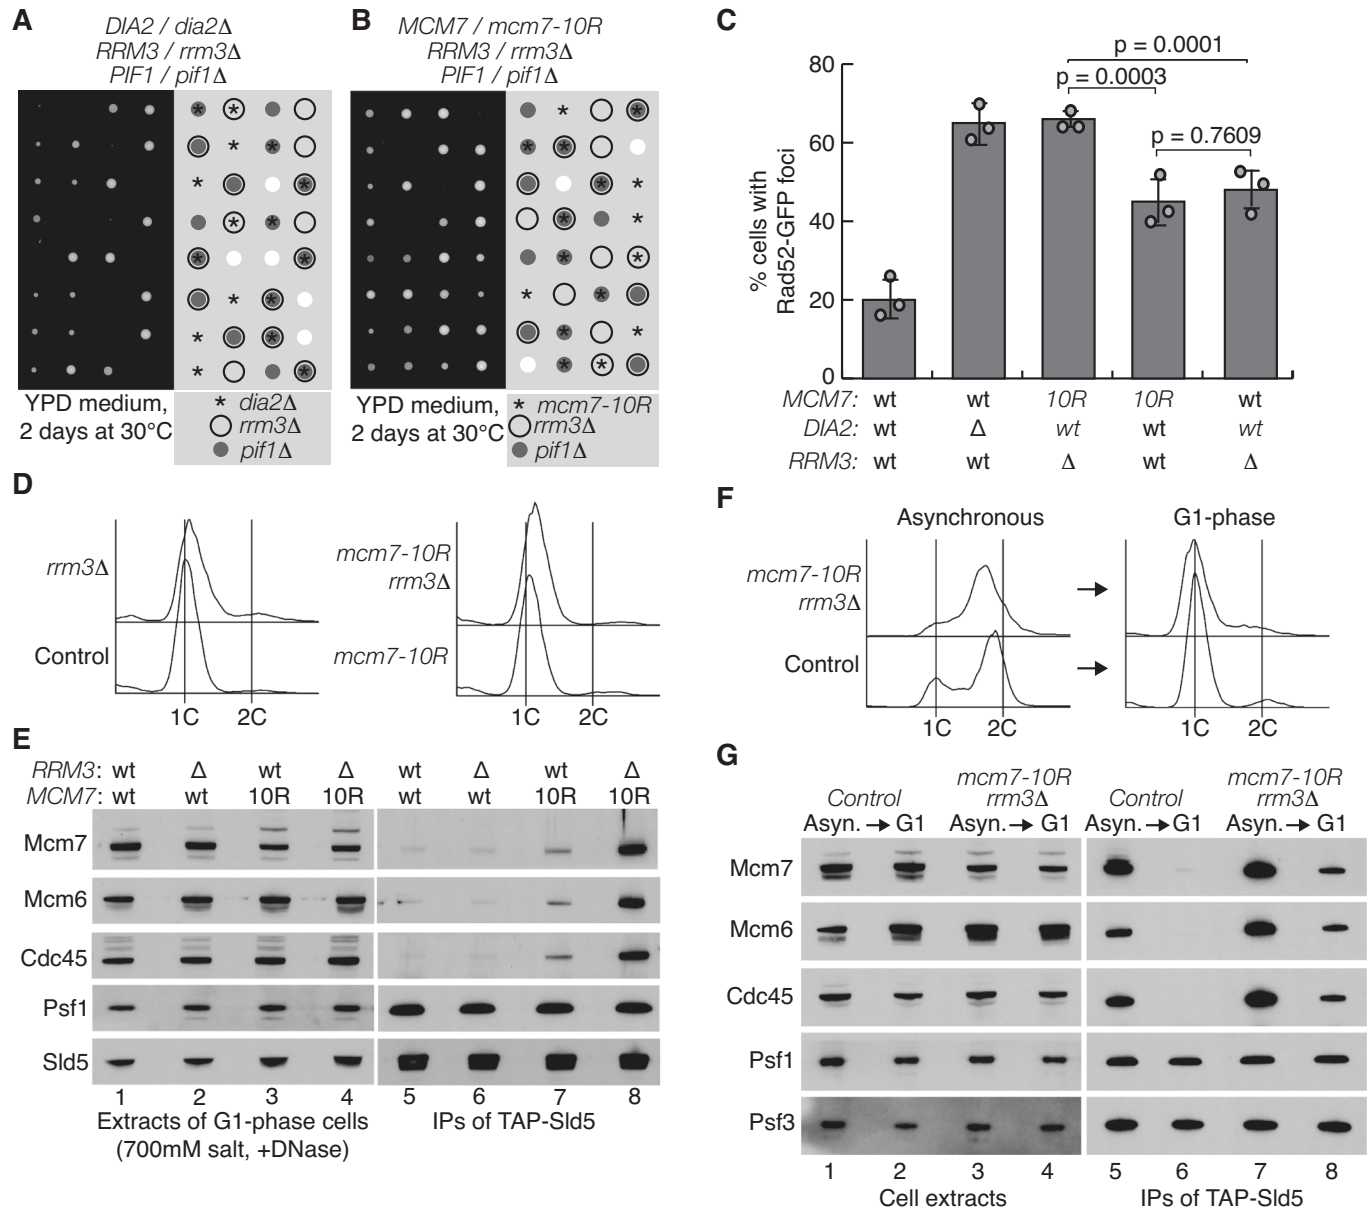 A
DIA2 / dia2Δ
RRM3 / rrm3Δ
PIF1 / pif1Δ
YPD medium,
2 days at 30°C
* dia2Δ
rrm3Δ
pif1Δ
B
MCM7 / mcm7-10R
RRM3 / rrm3Δ
PIF1 / pif1Δ
YPD medium,
2 days at 30°C
* mcm7-10R
rrm3Δ
pif1Δ
C
p = 0.0001
p = 0.0003
p = 0.7609
% cells with
Rad52-GFP foci
80
60
40
20
0
MCM7: wt wt 10R 10R wt
DIA2: wt Δ wt wt wt
RRM3: wt wt Δ wt Δ
D
rrm3Δ
Control
1C 2C
mcm7-10R
rrm3Δ
mcm7-10R
1C 2C
E
RRM3: wt Δ wt Δ wt Δ wt Δ
MCM7: wt wt 10R 10R wt wt 10R 10R
Mcm7
Mcm6
Cdc45
Psf1
Sld5
1 2 3 4 5 6 7 8
Extracts of G1-phase cells
(700mM salt, +DNase)
IPs of TAP-Sld5
F
Asynchronous G1-phase
mcm7-10R
rrm3Δ
Control
1C 2C 1C 2C
G
Control mcm7-10R rrm3Δ Control mcm7-10R rrm3Δ
Asyn. → G1 Asyn. → G1 Asyn. → G1 Asyn. → G1
Mcm7
Mcm6
Cdc45
Psf1
Psf3
1 2 3 4 5 6 7 8
Cell extracts IPs of TAP-Sld5